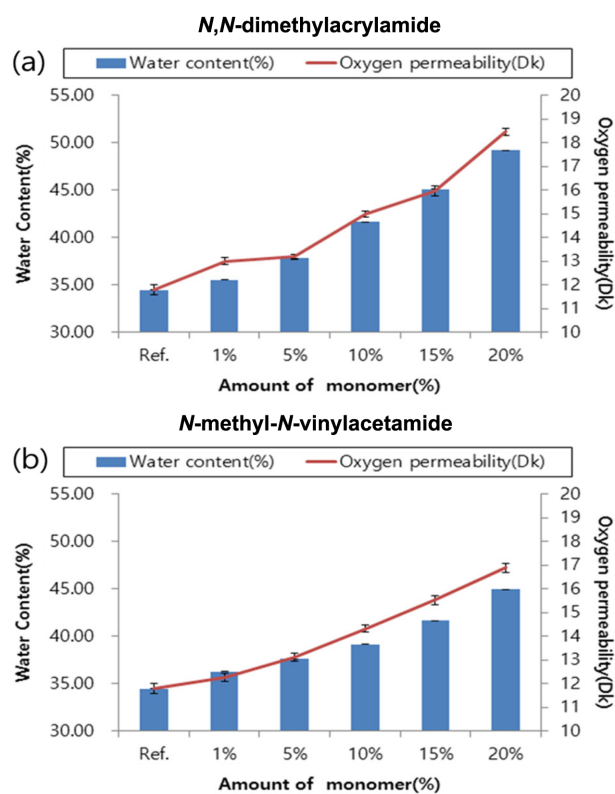 N,N-dimethylacrylamide
(a)
Water content(%) Oxygen permeability(Dk)
55.00
50.00
45.00
40.00
35.00
30.00
Water Content(%)
20
19
18
17
16
15
14
13
12
11
10
Oxygen permeability(Dk)
Ref. 1% 5% 10% 15% 20%
Amount of monomer(%)
N-methyl-N-vinylacetamide
(b)
Water content(%) Oxygen permeability(Dk)
55.00
50.00
45.00
40.00
35.00
30.00
Water Content(%)
20
19
18
17
16
15
14
13
12
11
10
Oxygen permeability(Dk)
Ref. 1% 5% 10% 15% 20%
Amount of monomer(%)